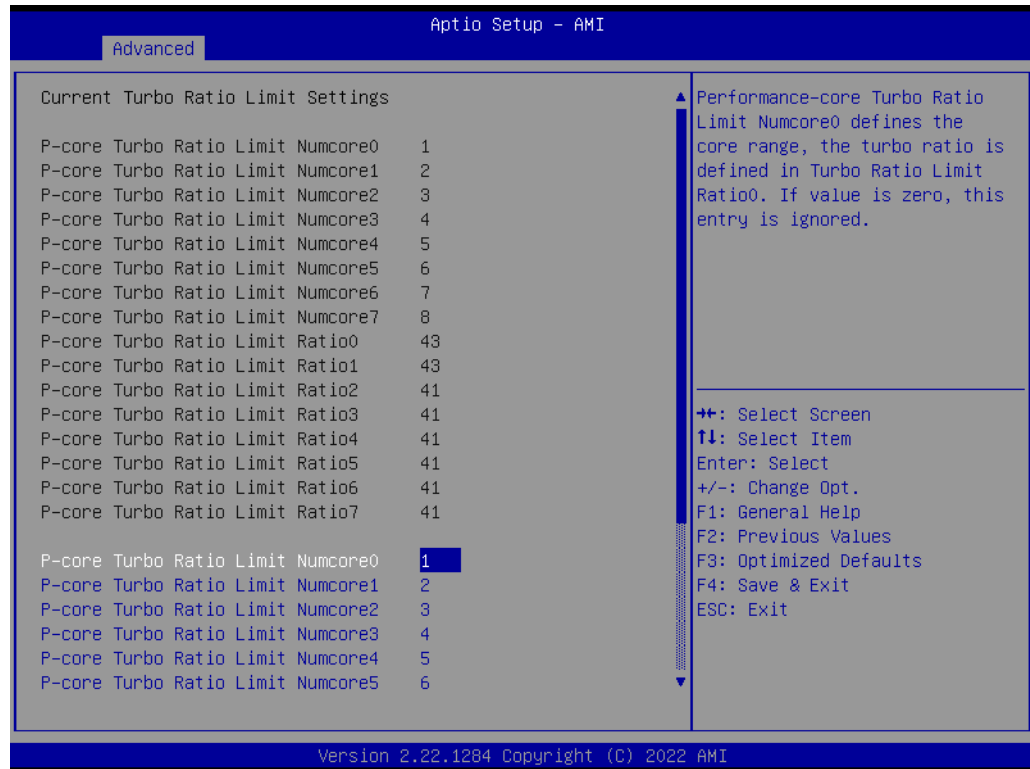 Aptio Setup – AMI
Advanced
Current Turbo Ratio Limit Settings
P-core Turbo Ratio Limit Numcore0 1
P-core Turbo Ratio Limit Numcore1 2
P-core Turbo Ratio Limit Numcore2 3
P-core Turbo Ratio Limit Numcore3 4
P-core Turbo Ratio Limit Numcore4 5
P-core Turbo Ratio Limit Numcore5 6
P-core Turbo Ratio Limit Numcore6 7
P-core Turbo Ratio Limit Numcore7 8
P-core Turbo Ratio Limit Ratio0 43
P-core Turbo Ratio Limit Ratio1 43
P-core Turbo Ratio Limit Ratio2 41
P-core Turbo Ratio Limit Ratio3 41
P-core Turbo Ratio Limit Ratio4 41
P-core Turbo Ratio Limit Ratio5 41
P-core Turbo Ratio Limit Ratio6 41
P-core Turbo Ratio Limit Ratio7 41
P-core Turbo Ratio Limit Numcore0 1
P-core Turbo Ratio Limit Numcore1 2
P-core Turbo Ratio Limit Numcore2 3
P-core Turbo Ratio Limit Numcore3 4
P-core Turbo Ratio Limit Numcore4 5
P-core Turbo Ratio Limit Numcore5 6
Performance-core Turbo Ratio
Limit Numcore0 defines the
core range, the turbo ratio is
defined in Turbo Ratio Limit
Ratio0. If value is zero, this
entry is ignored.
→←: Select Screen
↑↓: Select Item
Enter: Select
+/-: Change Opt.
F1: General Help
F2: Previous Values
F3: Optimized Defaults
F4: Save & Exit
ESC: Exit
Version 2.22.1284 Copyright (C) 2022 AMI